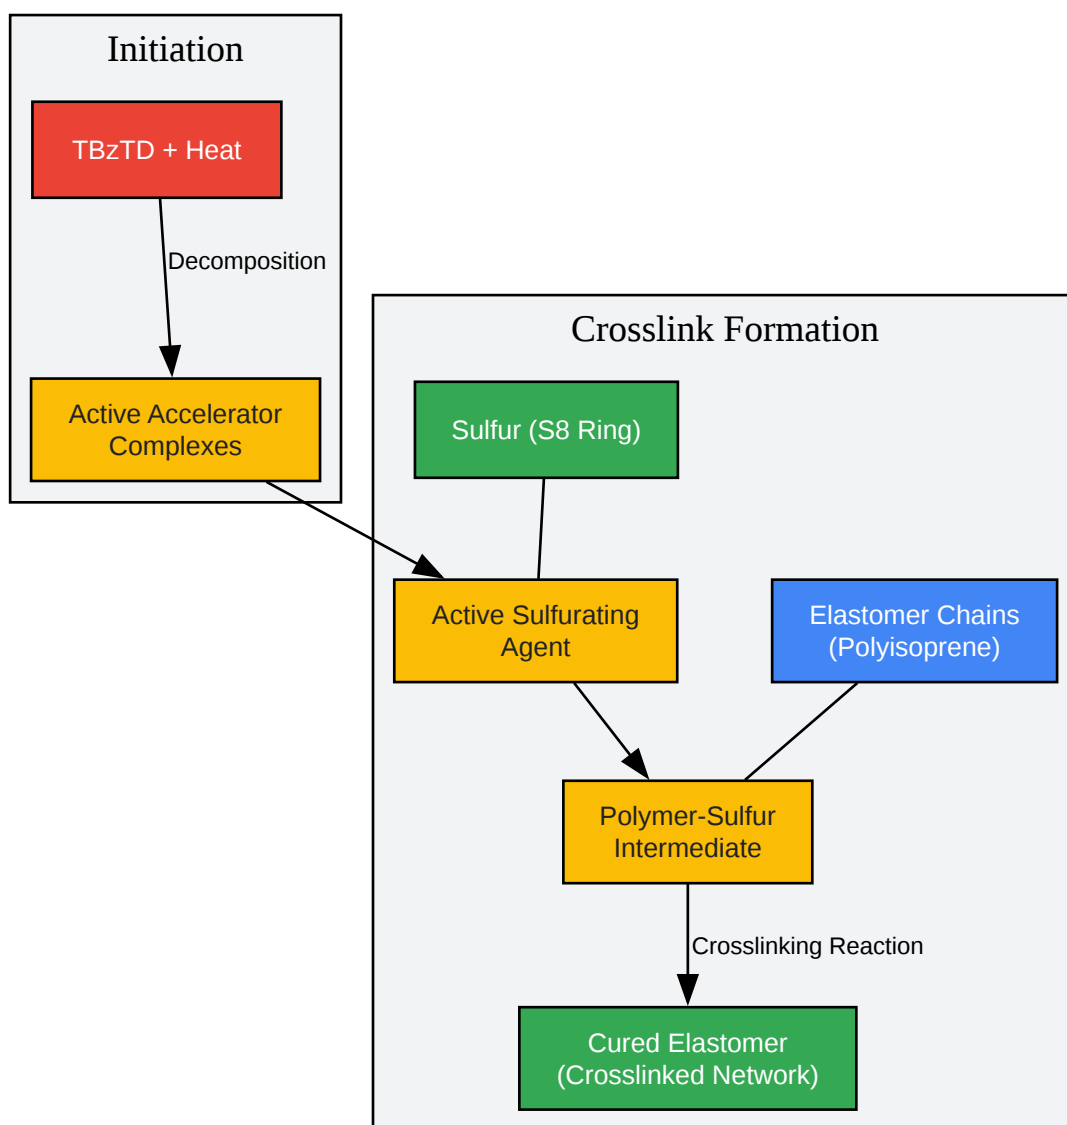 Initiation
TBzTD + Heat
Decomposition
Active Accelerator
Complexes
Crosslink Formation
Sulfur (S8 Ring)
Active Sulfurating
Agent
Elastomer Chains
(Polyisoprene)
Polymer-Sulfur
Intermediate
Crosslinking Reaction
Cured Elastomer
(Crosslinked Network)